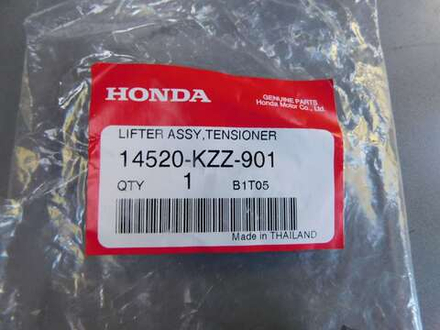 HONDA
GENUINE PARTS
Honda Motor Co., Ltd.
LIFTER ASSY,TENSIONER
14520-KZZ-901
QTY 1 B1T05
Made in THAILAND